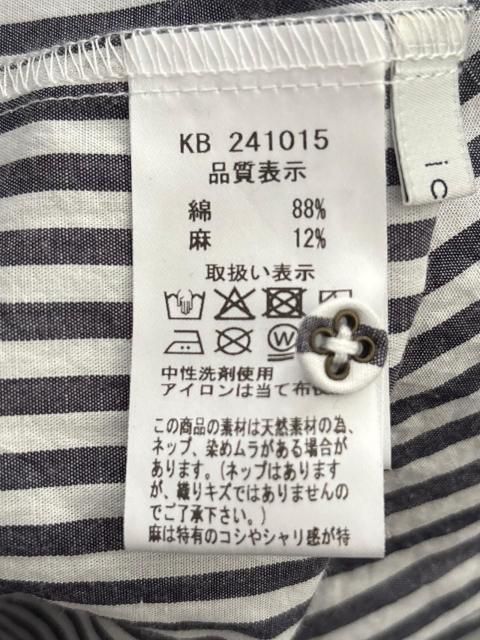 KB 241015
品質表示
綿 88%
麻 12%
取扱い表示
中性洗剤使用
アイロンは当て布
この商品の素材は天然素材の為、
ネップ、染めムラがある場合が
あります。(ネップはあります
が、織りキズではありませんの
でご了承下さい。)
麻は特有のコシやシャリ感が特
ic